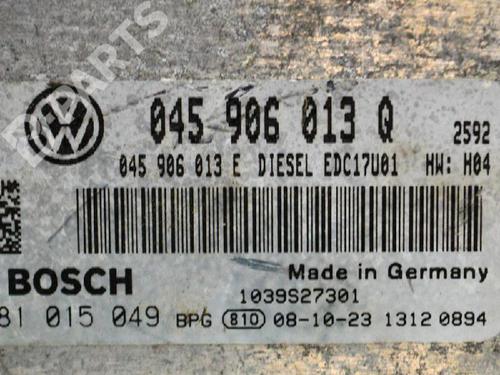 045 906 013 Q 2592
045 906 013 E DIESEL EDC17U01 HW: H04
BOSCH
Made in Germany
1039S27301
81 015 049 BPG 810 08-10-23 1312 0894